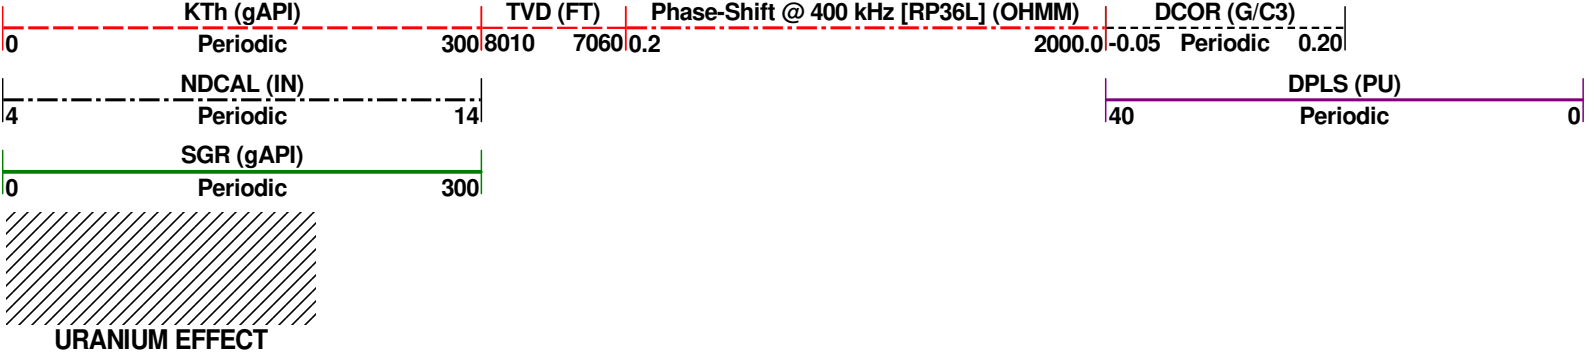 KTh (gAPI) TVD (FT) Phase-Shift @ 400 kHz [RP36L] (OHMM) DCOR (G/C3)
0 Periodic 300 8010 7060 0.2 2000.0 -0.05 Periodic 0.20
NDCAL (IN) DPLS (PU)
4 Periodic 14 40 Periodic 0
SGR (gAPI)
0 Periodic 300
URANIUM EFFECT